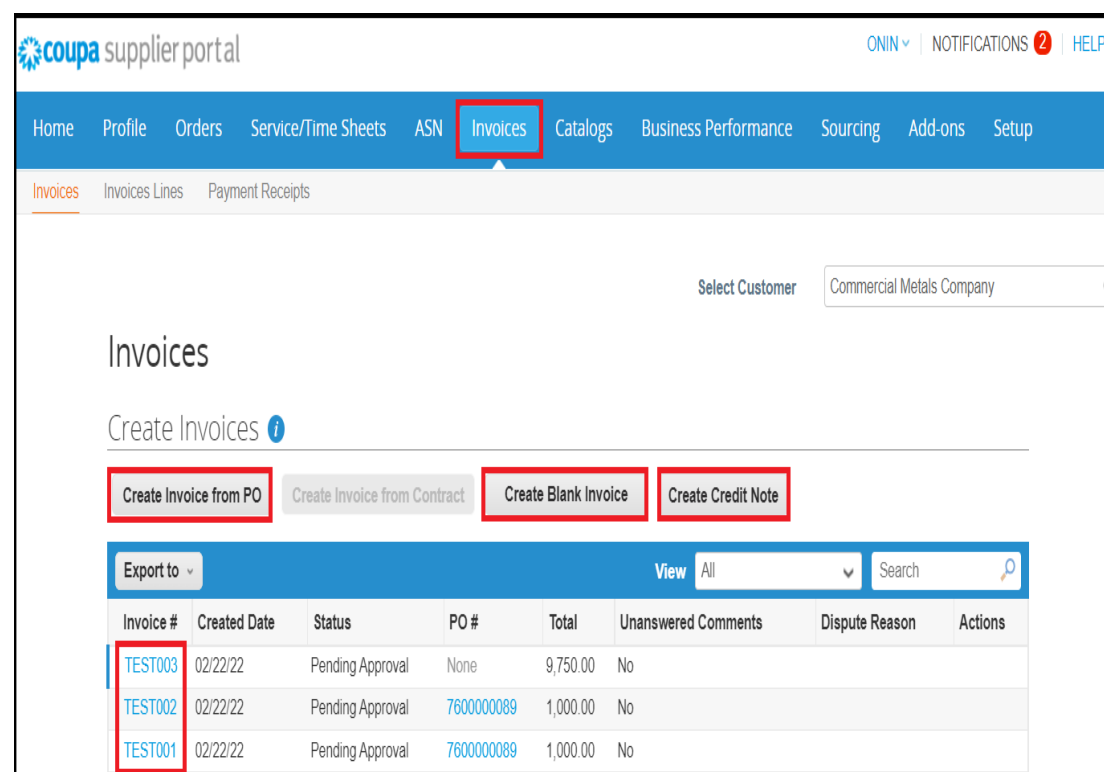 coupa supplier portal
ONIN NOTIFICATIONS 2 HELP
Home Profile Orders Service/Time Sheets ASN Invoices Catalogs Business Performance Sourcing Add-ons Setup
Invoices Invoices Lines Payment Receipts
Select Customer Commercial Metals Company
Invoices
Create Invoices i
Create Invoice from PO Create Invoice from Contract Create Blank Invoice Create Credit Note
Export to View All Search
Invoice # Created Date Status PO # Total Unanswered Comments Dispute Reason Actions
TEST003 02/22/22 Pending Approval None 9,750.00 No
TEST002 02/22/22 Pending Approval 7600000089 1,000.00 No
TEST001 02/22/22 Pending Approval 7600000089 1,000.00 No